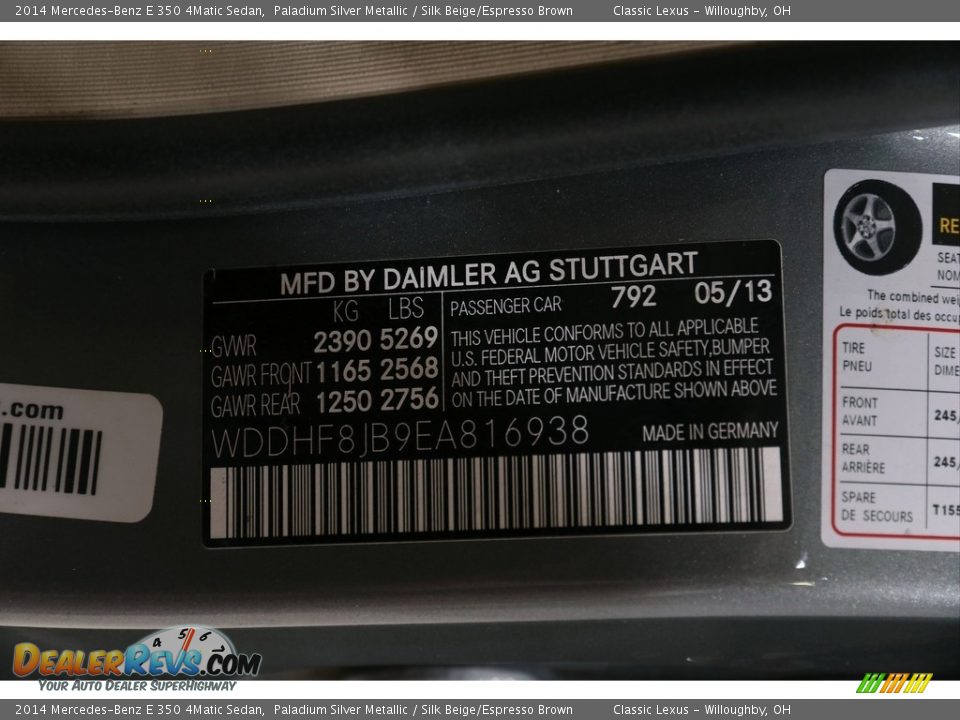 2014 Mercedes-Benz E 350 4Matic Sedan, Paladium Silver Metallic / Silk Beige/Espresso Brown Classic Lexus - Willoughby, OH
MFD BY DAIMLER AG STUTTGART
KG LBS
PASSENGER CAR 792 05/13
GVWR 2390 5269
GAWR FRONT 1165 2568
GAWR REAR 1250 2756
THIS VEHICLE CONFORMS TO ALL APPLICABLE
U.S. FEDERAL MOTOR VEHICLE SAFETY,BUMPER
AND THEFT PREVENTION STANDARDS IN EFFECT
ON THE DATE OF MANUFACTURE SHOWN ABOVE
WDDHF8JB9EA816938
MADE IN GERMANY
.com
RE
SEAT
NOM
The combined wei
Le poids total des occup
TIRE
PNEU
SIZE
DIME
FRONT
AVANT
245/
REAR
ARRIÈRE
245/
SPARE
DE SECOURS
T155
4 5 6
DEALERREVS.COM
YOUR AUTO DEALER SUPERHIGHWAY
2014 Mercedes-Benz E 350 4Matic Sedan, Paladium Silver Metallic / Silk Beige/Espresso Brown Classic Lexus - Willoughby, OH